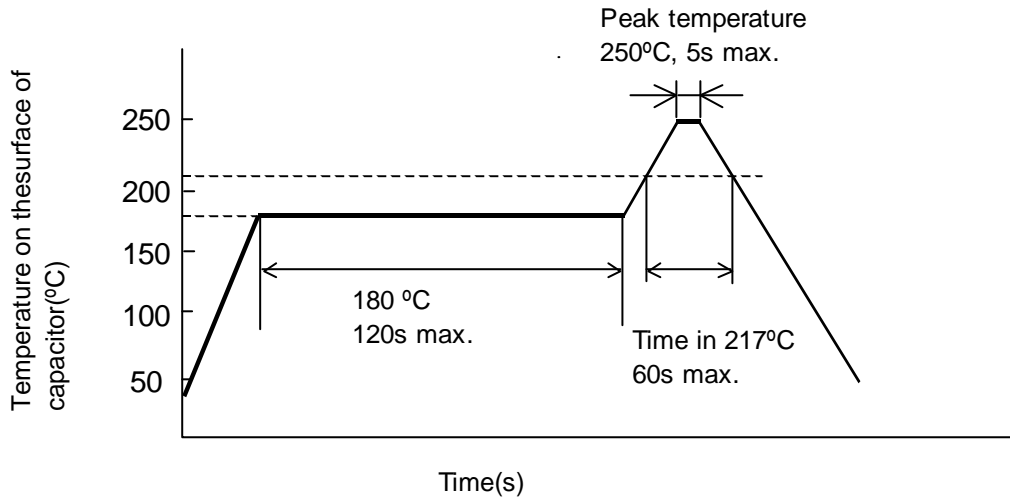 Peak temperature
250ºC, 5s max.
Temperature on thesurface of
capacitor(ºC)
250
200
150
100
50
180 ºC
120s max.
Time in 217ºC
60s max.
Time(s)